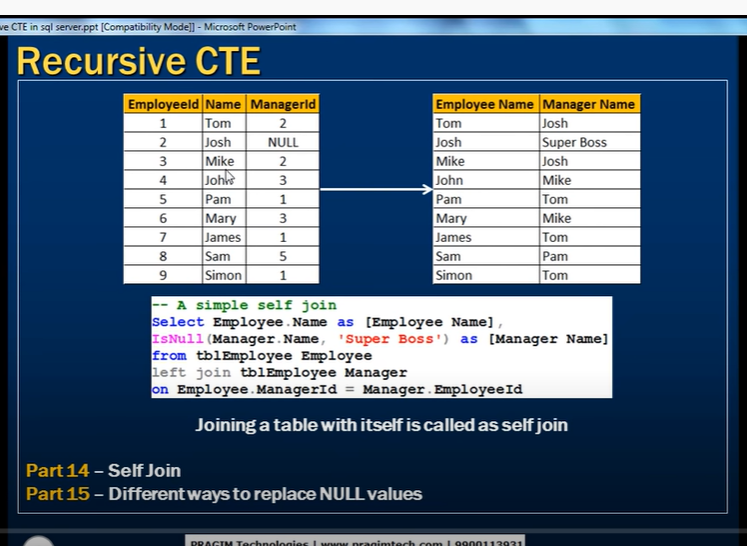 ve CTE in sql server.ppt [Compatibility Mode]] - Microsoft PowerPoint
Recursive CTE
EmployeeId Name ManagerId
1 Tom 2
2 Josh NULL
3 Mike 2
4 John 3
5 Pam 1
6 Mary 3
7 James 1
8 Sam 5
9 Simon 1
Employee Name Manager Name
Tom Josh
Josh Super Boss
Mike Josh
John Mike
Pam Tom
Mary Mike
James Tom
Sam Pam
Simon Tom
-- A simple self join
Select Employee.Name as [Employee Name],
IsNull(Manager.Name, 'Super Boss') as [Manager Name]
from tblEmployee Employee
left join tblEmployee Manager
on Employee.ManagerId = Manager.EmployeeId
Joining a table with itself is called as self join
Part 14 – Self Join
Part 15 – Different ways to replace NULL values
PRAGIM Technologies | www.pragimtech.com | 9900113931